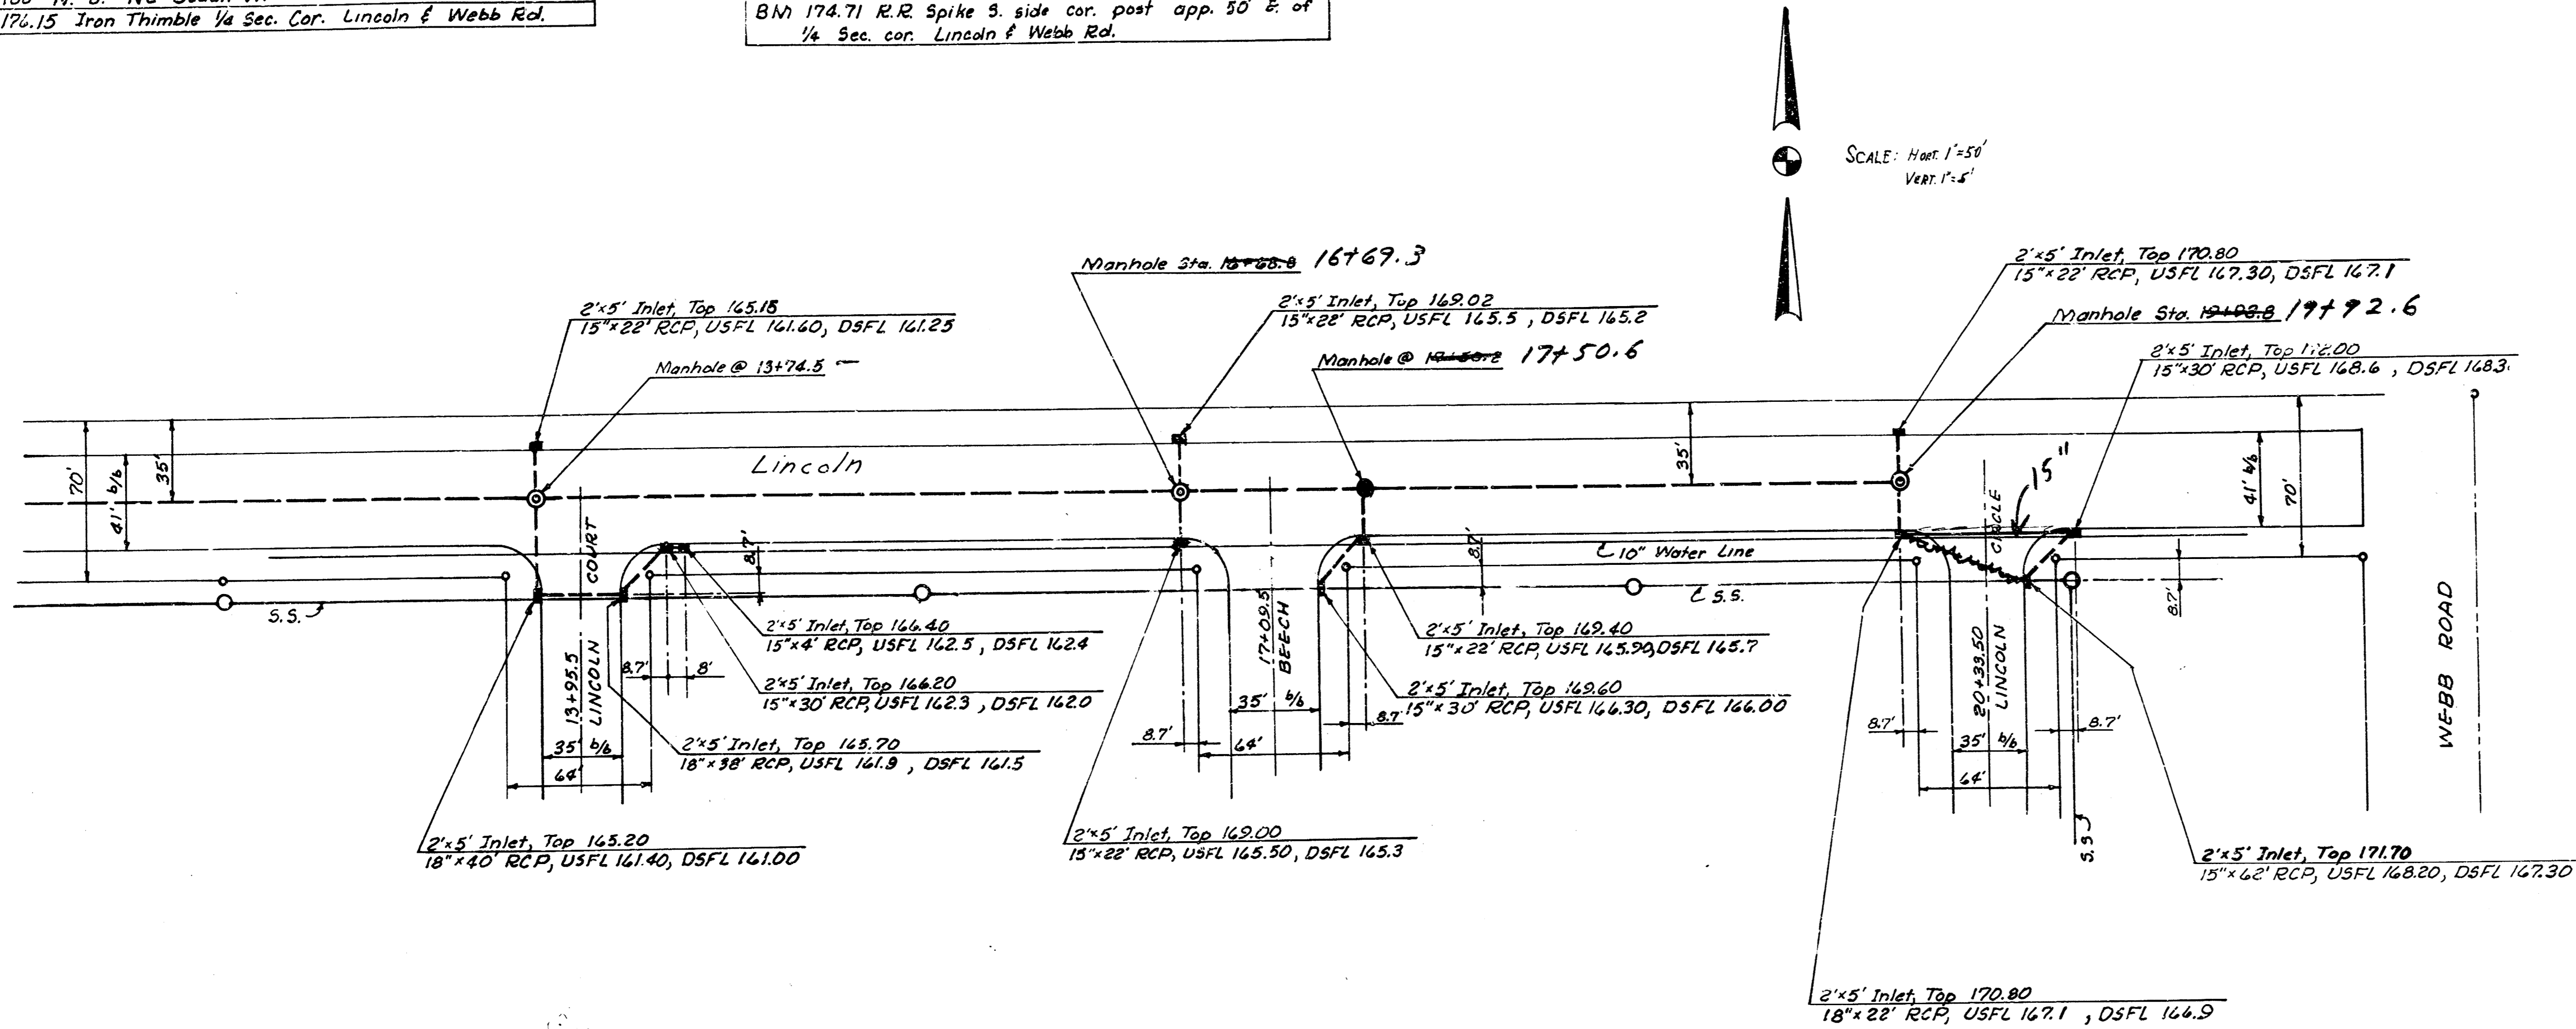 176.15 Iron Thimble 1/4 Sec. Cor. Lincoln & Webb Rd.
BM 174.71 R.R. Spike S. side cor. post app. 50' E. of
1/4 Sec. cor. Lincoln & Webb Rd.
SCALE: HORT. 1"=50'
VERT. 1"=5'
Manhole Sta. 16+68.8 16+69.3
2'x5' Inlet, Top 170.80
15"x22' RCP, USFL 167.30, DSFL 167.1
2'x5' Inlet, Top 165.15
15"x22' RCP, USFL 161.60, DSFL 161.25
2'x5' Inlet, Top 169.02
15"x22' RCP, USFL 165.5, DSFL 165.2
Manhole Sta. 19+92.6
Manhole @ 13+74.5
Manhole @ 17+50.6
2'x5' Inlet, Top
15"x30' RCP, USFL 168.6, DSFL 168.3
70'
41' b/b
35'
Lincoln
35'
15"
41' b/b
70'
COURT
8.7'
8.7'
CIRCLE
℄ 10" Water Line
8.7'
S.S.
℄ S.S.
13+95.5
LINCOLN
17+09.5
BEECH
20+33.50
LINCOLN
WEBB ROAD
2'x5' Inlet, Top 166.40
15"x4' RCP, USFL 162.5, DSFL 162.4
8.7'
8'
2'x5' Inlet, Top 169.40
15"x22' RCP, USFL 165.90, DSFL 165.7
2'x5' Inlet, Top 166.20
15"x30' RCP, USFL 162.3, DSFL 162.0
2'x5' Inlet, Top 169.60
15"x30' RCP, USFL 166.30, DSFL 166.00
35' b/b
8.7'
8.7'
8.7'
8.7'
2'x5' Inlet, Top 165.70
18"x38' RCP, USFL 161.9, DSFL 161.5
35' b/b
64'
35' b/b
64'
64'
2'x5' Inlet, Top 165.20
18"x40' RCP, USFL 161.40, DSFL 161.00
2'x5' Inlet, Top 169.00
15"x22' RCP, USFL 165.50, DSFL 165.3
S.S
2'x5' Inlet, Top 171.70
15"x62' RCP, USFL 168.20, DSFL 167.30
2'x5' Inlet, Top 170.80
18"x22' RCP, USFL 167.1, DSFL 166.9